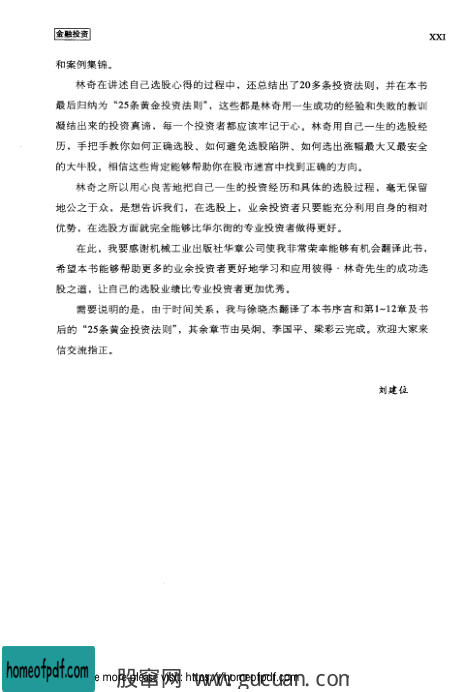 金融投资
XXI
和案例集锦。
林奇在讲述自己选股心得的过程中，还总结出了20多条投资法则，并在本书
最后归纳为“25条黄金投资法则”，这些都是林奇用一生成功的经验和失败的教训
凝结出来的投资真谛，每一个投资者都应该牢记于心。林奇用自己一生的选股经
历，手把手教你如何正确选股、如何避免选股陷阱、如何选出涨幅最大又最安全
的大牛股。相信这些肯定能够帮助你在股市迷宫中找到正确的方向。
林奇之所以用心良苦地把自己一生的投资经历和具体的选股过程，毫无保留
地公之于众，是想告诉我们，在选股上，业余投资者只要能充分利用自身的相对
优势，在选股方面就完全能够比华尔街的专业投资者做得更好。
在此，我要感谢机械工业出版社华章公司使我非常荣幸能够有机会翻译此书，
希望本书能够帮助更多的业余投资者更好地学习和应用彼得·林奇先生的成功选
股之道，让自己的选股业绩比专业投资者更加优秀。
需要说明的是，由于时间关系，我与徐晓杰翻译了本书序言和第1~12章及书
后的“25条黄金投资法则”，其余章节由吴炯、李国平、梁彩云完成。欢迎大家来
信交流指正。
刘建位
homeofpdf.com
e more please visit: https://homeofpdf.com
股窜网 www.gucuan.com